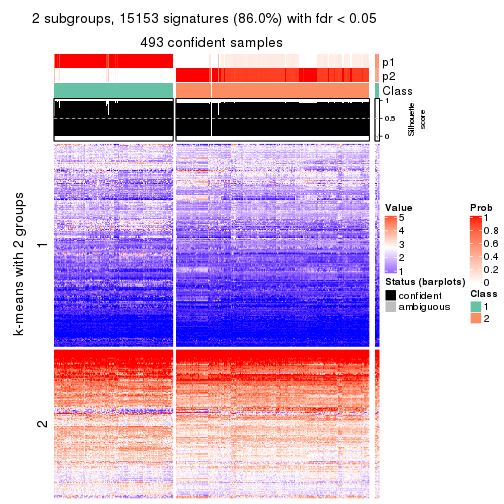 2 subgroups, 15153 signatures (86.0%) with fdr < 0.05
493 confident samples
p1
p2
Class
1
0.5
0
Silhouette
score
k-means with 2 groups
1
2
Value
5
4
3
2
1
Status (barplots)
confident
ambiguous
Prob
1
0.8
0.6
0.4
0.2
0
Class
1
2